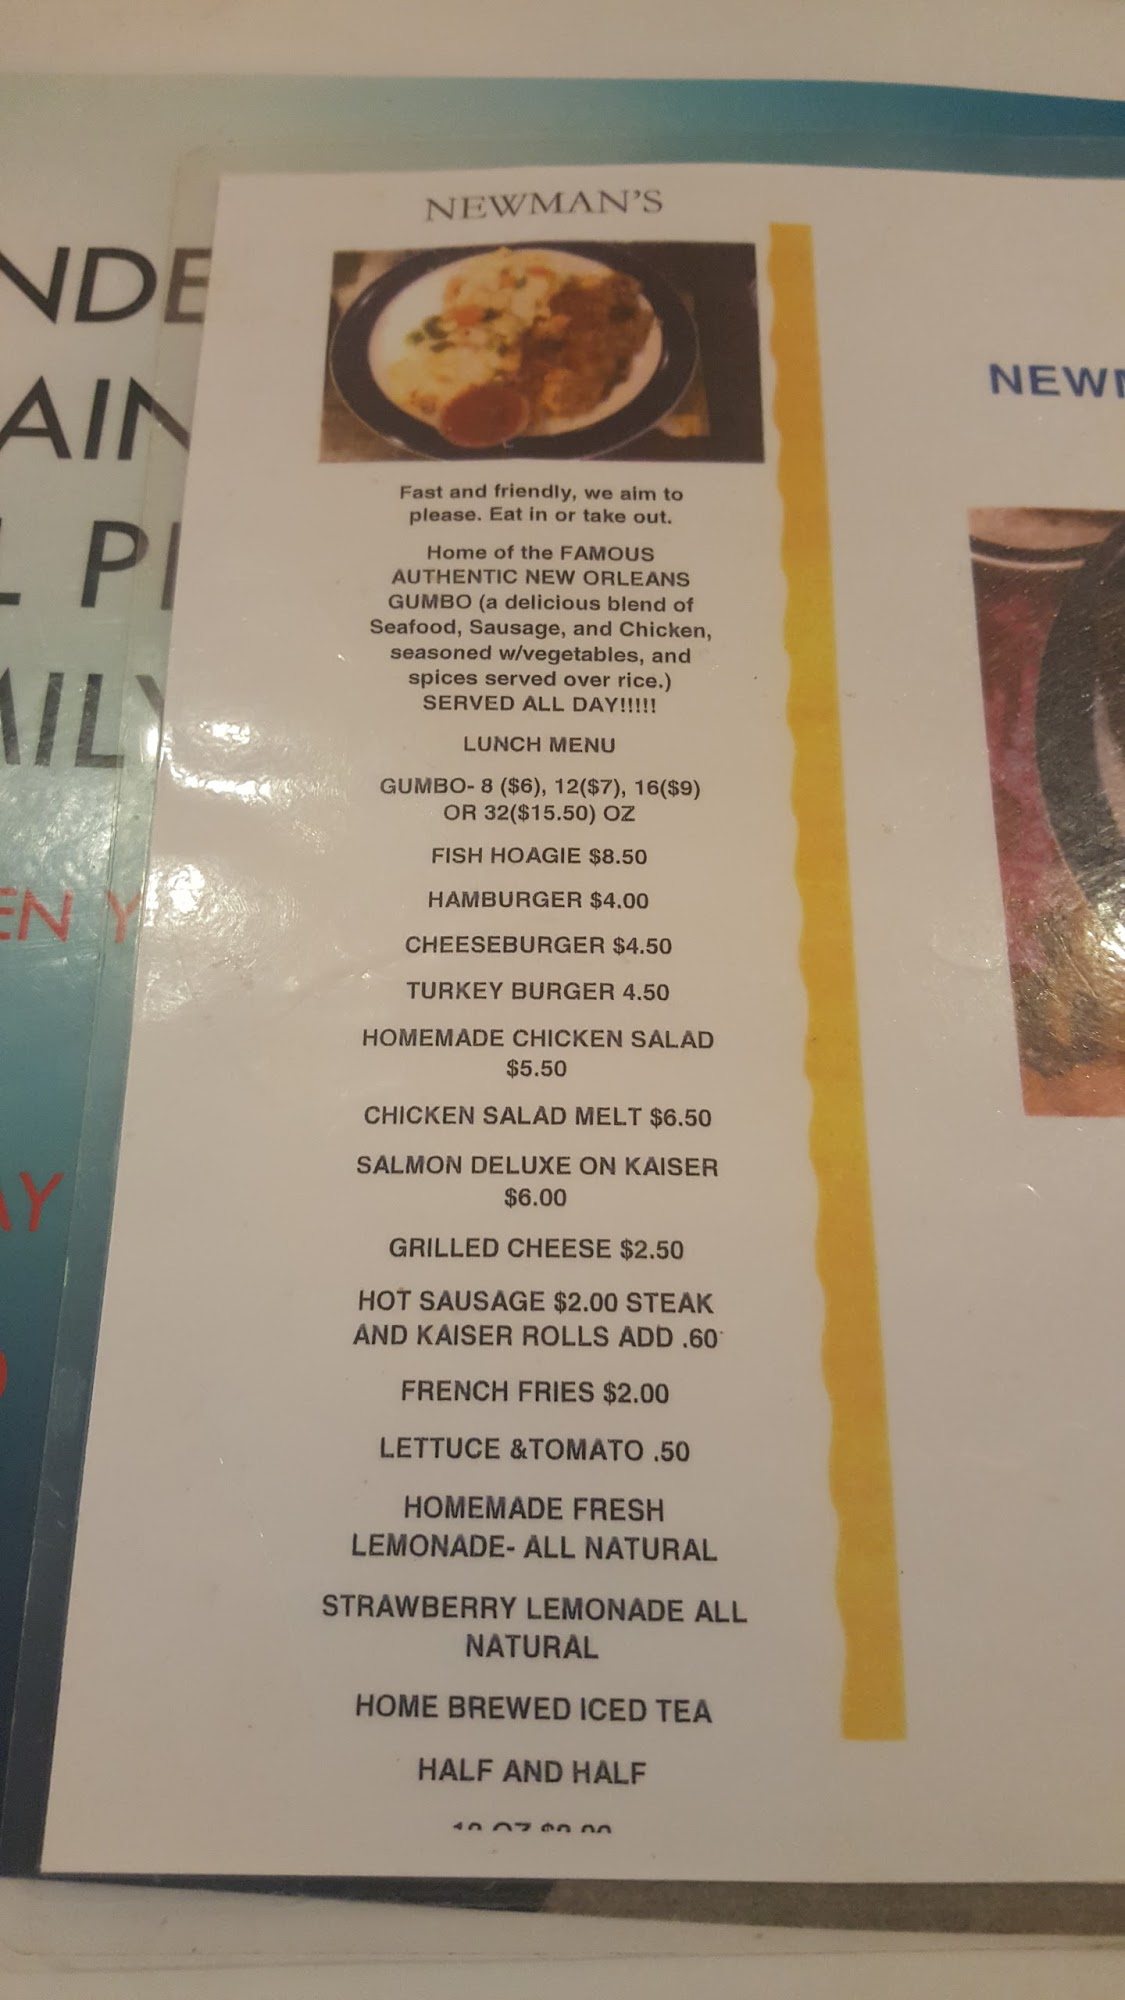 NEWMAN'S
Fast and friendly, we aim to
please. Eat in or take out.
Home of the FAMOUS
AUTHENTIC NEW ORLEANS
GUMBO (a delicious blend of
Seafood, Sausage, and Chicken,
seasoned w/vegetables, and
spices served over rice.)
SERVED ALL DAY!!!!!
LUNCH MENU
GUMBO- 8 ($6), 12($7), 16($9)
OR 32($15.50) OZ
FISH HOAGIE $8.50
HAMBURGER $4.00
CHEESEBURGER $4.50
TURKEY BURGER 4.50
HOMEMADE CHICKEN SALAD
$5.50
CHICKEN SALAD MELT $6.50
SALMON DELUXE ON KAISER
$6.00
GRILLED CHEESE $2.50
HOT SAUSAGE $2.00 STEAK
AND KAISER ROLLS ADD .60
FRENCH FRIES $2.00
LETTUCE &TOMATO .50
HOMEMADE FRESH
LEMONADE- ALL NATURAL
STRAWBERRY LEMONADE ALL
NATURAL
HOME BREWED ICED TEA
HALF AND HALF